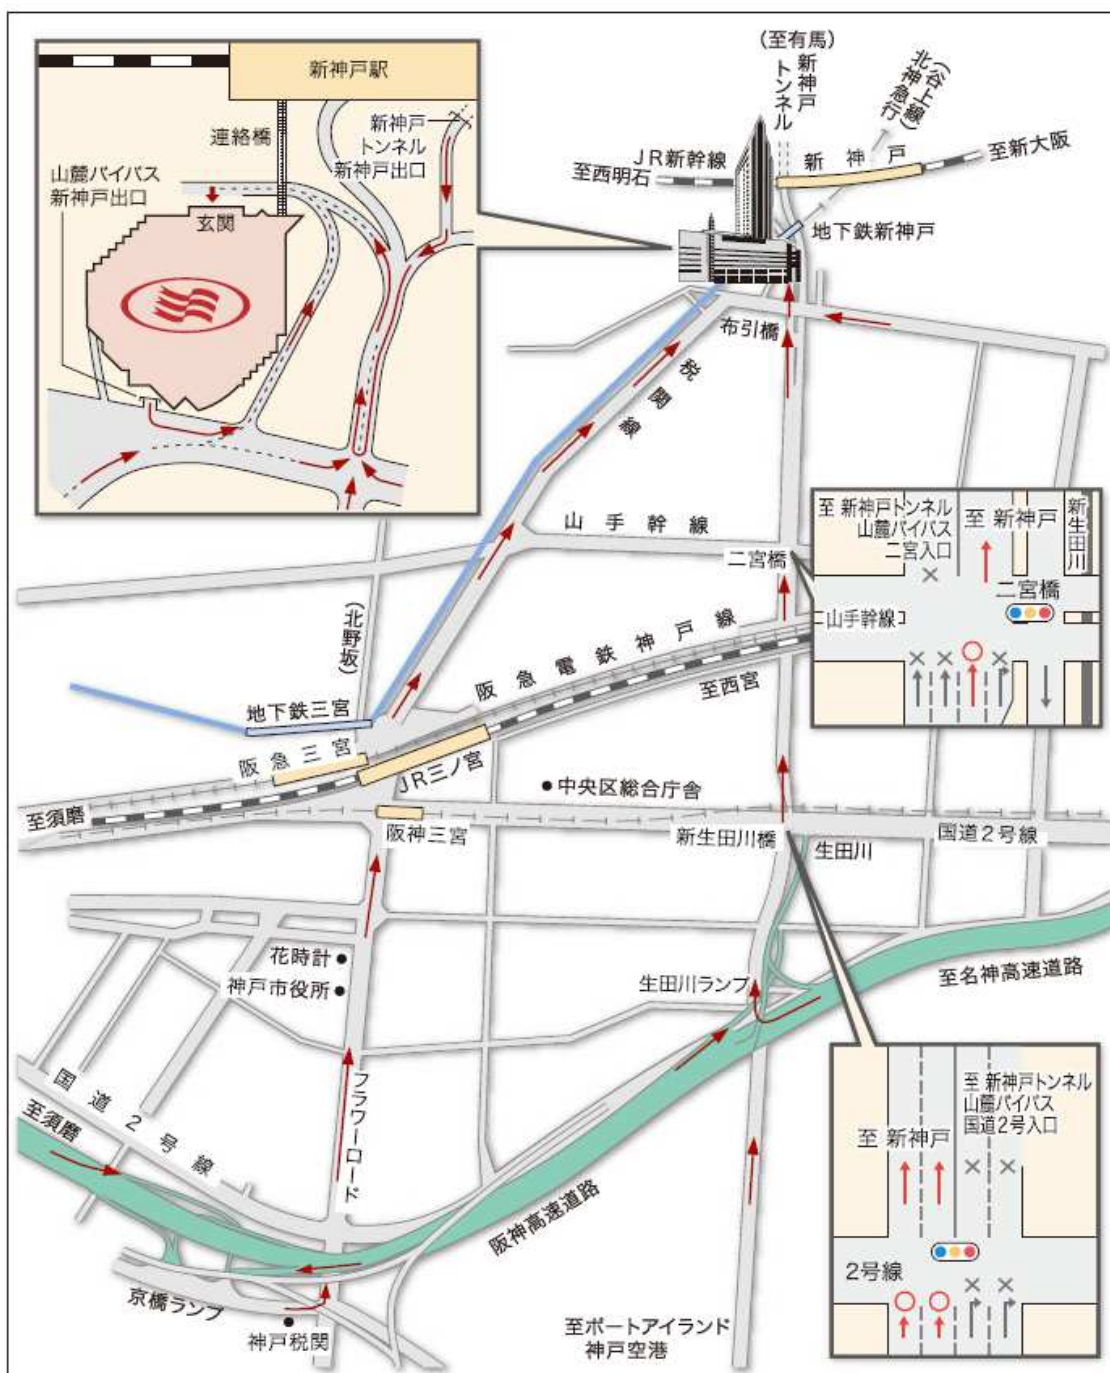 新神戸駅
連絡橋
新神戸
トンネル
新神戸出口
山麓バイパス
新神戸出口
玄関
(至有馬)
新神戸
トンネル
(谷上線)
北神急行
JR新幹線
至西明石
新神戸
至新大阪
地下鉄新神戸
布引橋
税関線
山手幹線
二宮橋
至 新神戸トンネル
山麓バイパス
二宮入口
至 新神戸
新生田川
二宮橋
山手幹線
(北野坂)
阪急電鉄神戸線
至西宮
地下鉄三宮
阪急三宮
JR三ノ宮
中央区総合庁舎
至須磨
阪神三宮
新生田川橋
生田川
国道2号線
花時計
神戸市役所
生田川ランプ
至名神高速道路
国道2号線
至須磨
フラワーロード
阪神高速道路
京橋ランプ
神戸税関
至ポートアイランド
神戸空港
至 新神戸トンネル
山麓バイパス
国道2号入口
至 新神戸
2号線